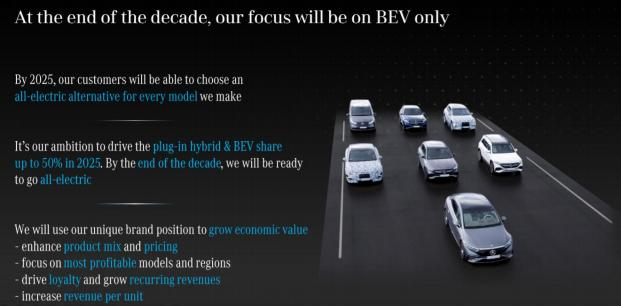 At the end of the decade, our focus will be on BEV only
By 2025, our customers will be able to choose an
all-electric alternative for every model we make
It's our ambition to drive the plug-in hybrid & BEV share
up to 50% in 2025. By the end of the decade, we will be ready
to go all-electric
We will use our unique brand position to grow economic value
- enhance product mix and pricing
- focus on most profitable models and regions
- drive loyalty and grow recurring revenues
- increase revenue per unit